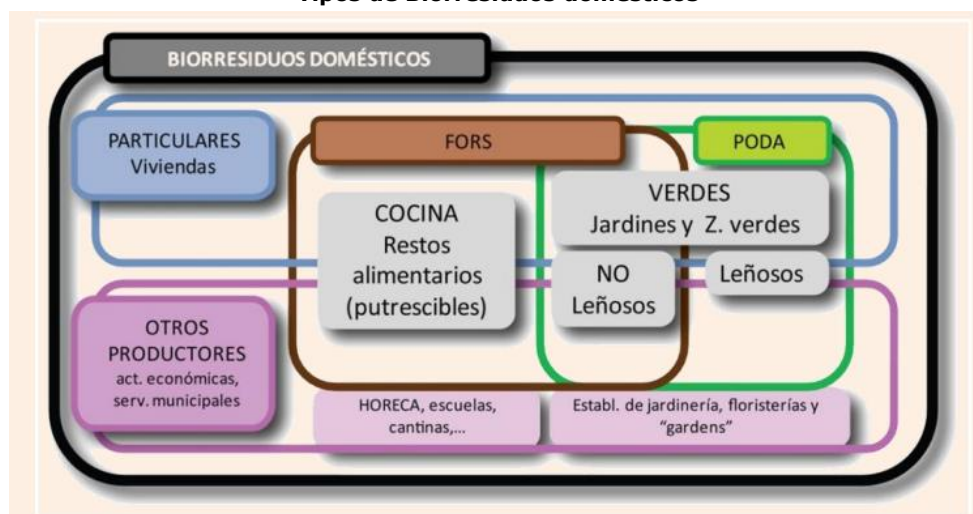 BIORRESIDUOS DOMÉSTICOS
PARTICULARES
Viviendas
FORS
PODA
COCINA
Restos
alimentarios
(putrescibles)
VERDES
Jardines y Z. verdes
NO
Leñosos
Leñosos
OTROS
PRODUCTORES
act. económicas,
serv. municipales
HORECA, escuelas,
cantinas,...
Establ. de jardinería, floristerías y
“gardens”